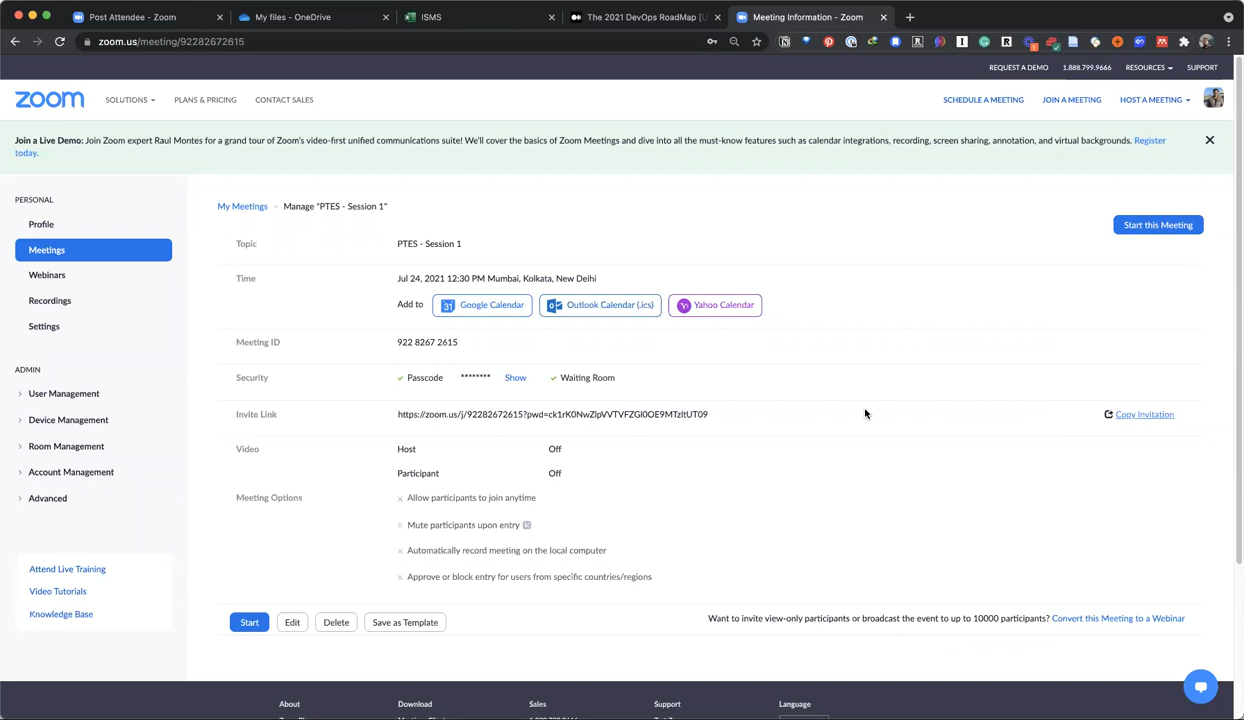 Post Attendee - Zoom
My files - OneDrive
ISMS
The 2021 DevOps RoadMap [
Meeting Information - Zoom
zoom.us/meeting/92282672615
REQUEST A DEMO 1.888.799.9666 RESOURCES SUPPORT
zoom SOLUTIONS PLANS & PRICING CONTACT SALES SCHEDULE A MEETING JOIN A MEETING HOST A MEETING
Join a Live Demo: Join Zoom expert Raul Montes for a grand tour of Zoom's video-first unified communications suite! We'll cover the basics of Zoom Meetings and dive into all the must-know features such as calendar integrations, recording, screen sharing, annotation, and virtual backgrounds. Register
today.
PERSONAL
Profile
Meetings
Webinars
Recordings
Settings
ADMIN
User Management
Device Management
Room Management
Account Management
Advanced
Attend Live Training
Video Tutorials
Knowledge Base
My Meetings > Manage "PTES - Session 1"
Start this Meeting
Topic PTES - Session 1
Time Jul 24, 2021 12:30 PM Mumbai, Kolkata, New Delhi
Add to 31 Google Calendar Outlook Calendar (.ics) Yahoo Calendar
Meeting ID 922 8267 2615
Security Passcode ******** Show Waiting Room
Invite Link https://zoom.us/j/92282672615?pwd=ck1rK0NwZlpVVTVFZGl0OE9MTzltUT09 Copy Invitation
Video Host Off
Participant Off
Meeting Options × Allow participants to join anytime
× Mute participants upon entry
× Automatically record meeting on the local computer
× Approve or block entry for users from specific countries/regions
Start Edit Delete Save as Template
Want to invite view-only participants or broadcast the event to up to 10000 participants? Convert this Meeting to a Webinar
About Download Sales Support Language